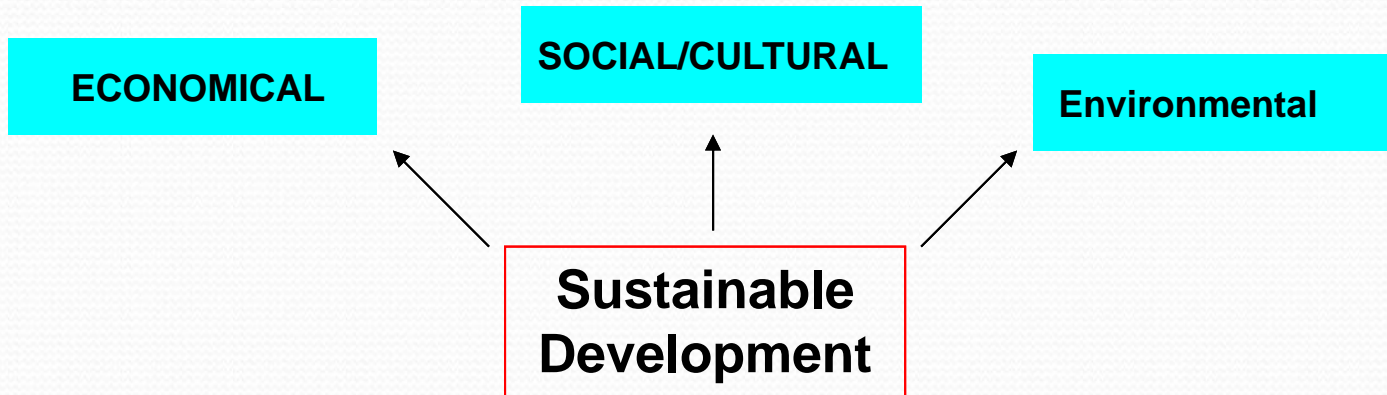 ECONOMICAL
SOCIAL/CULTURAL
Environmental
Sustainable
Development